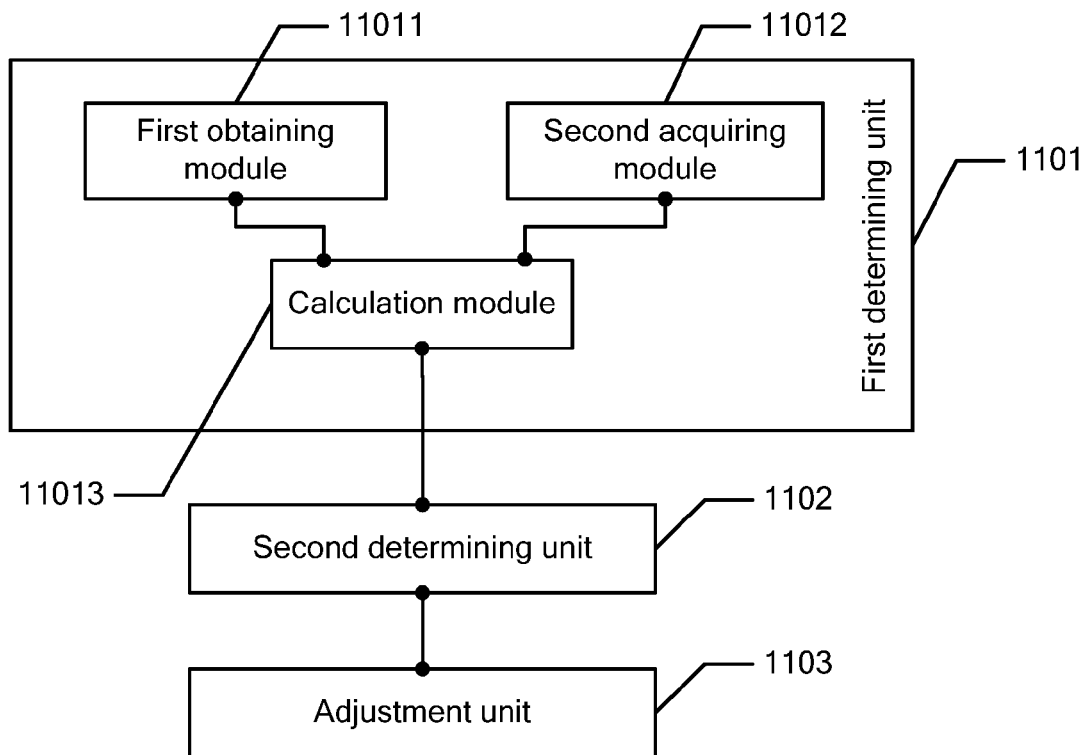 11011
11012
First obtaining
module
Second acquiring
module
First determining unit
1101
Calculation module
11013
1102
Second determining unit
1103
Adjustment unit